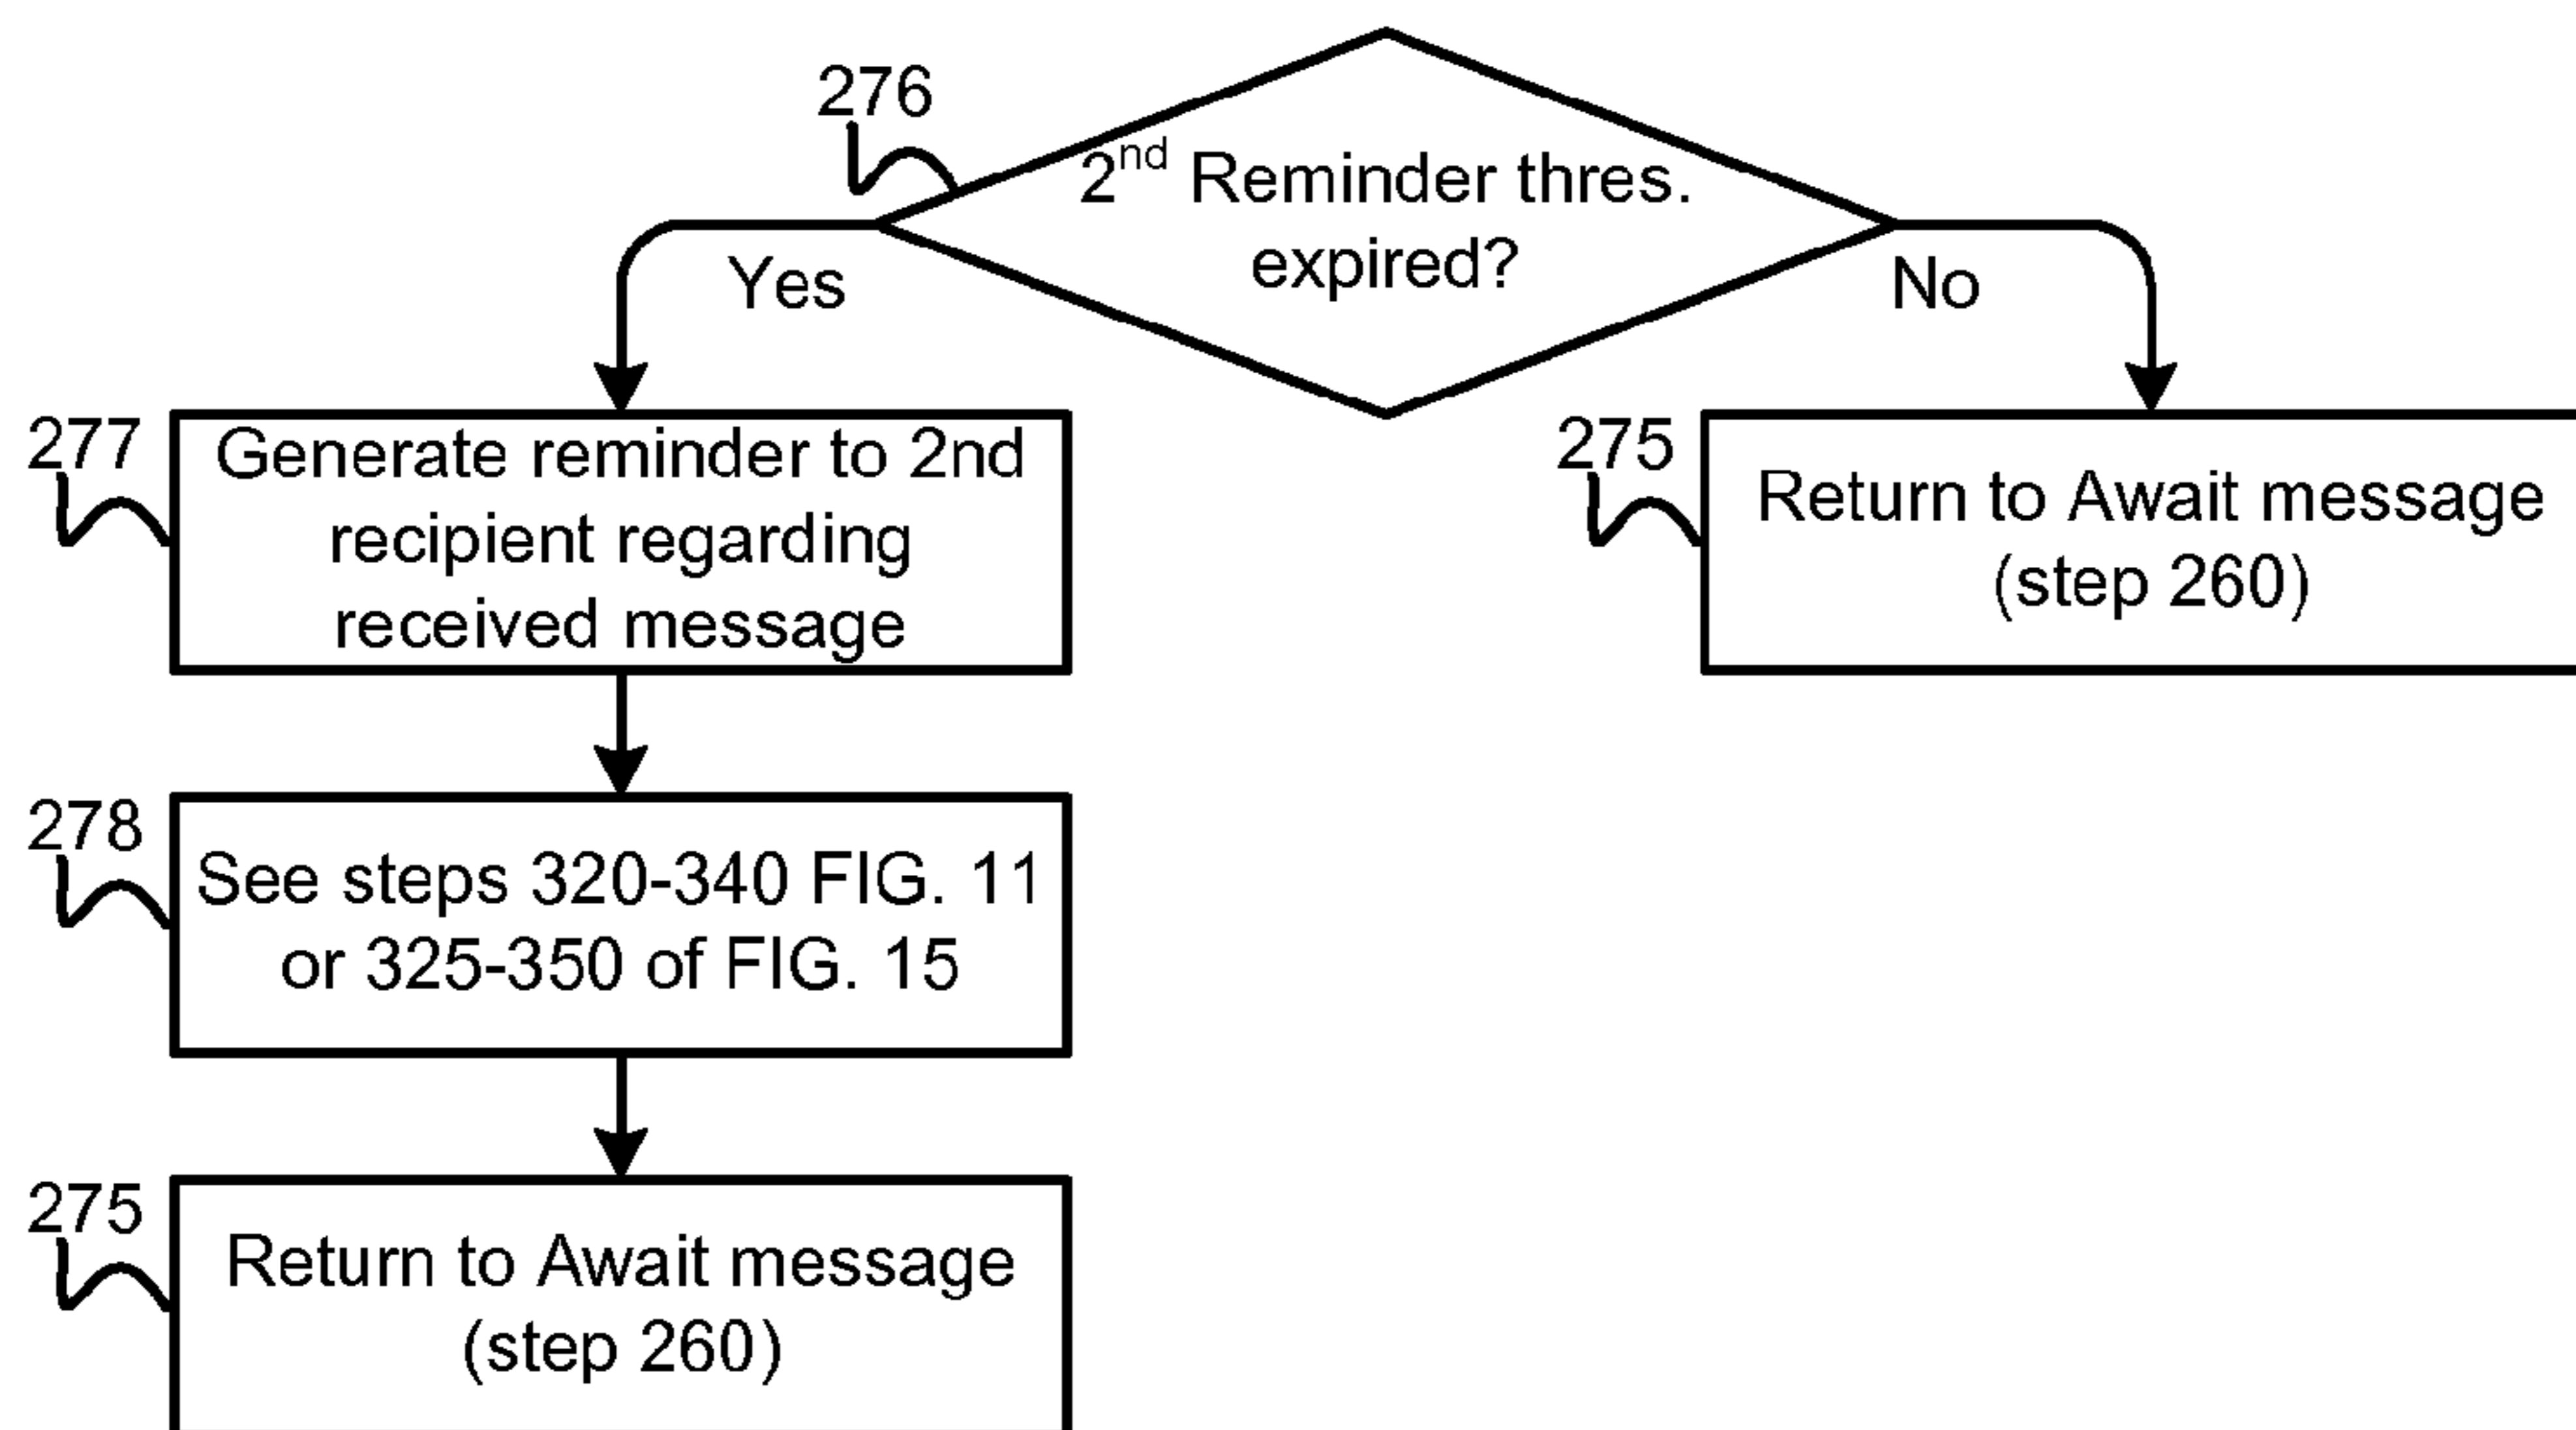 276
2nd Reminder thres.
expired?
Yes
No
277
Generate reminder to 2nd
recipient regarding
received message
275
Return to Await message
(step 260)
278
See steps 320-340 FIG. 11
or 325-350 of FIG. 15
275
Return to Await message
(step 260)